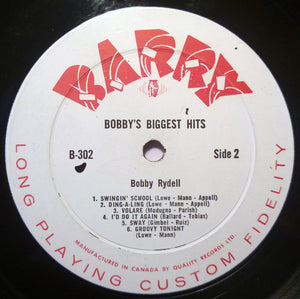 BARRY
BOBBY'S BIGGEST HITS
B-302
Side 2
Bobby Rydell
1. SWINGIN' SCHOOL (Lowe - Mann - Appell)
2. DING-A-LING (Lowe - Mann - Appell)
3. VOLARE (Modugno - Parish)
4. I'D DO IT AGAIN (Ballard - Tobias)
5. SWAY (Gimbel - Ruiz)
6. GROOVY TONIGHT
(Lowe - Mann)
MANUFACTURED IN CANADA BY QUALITY RECORDS LTD.
LONG PLAYING CUSTOM FIDELITY